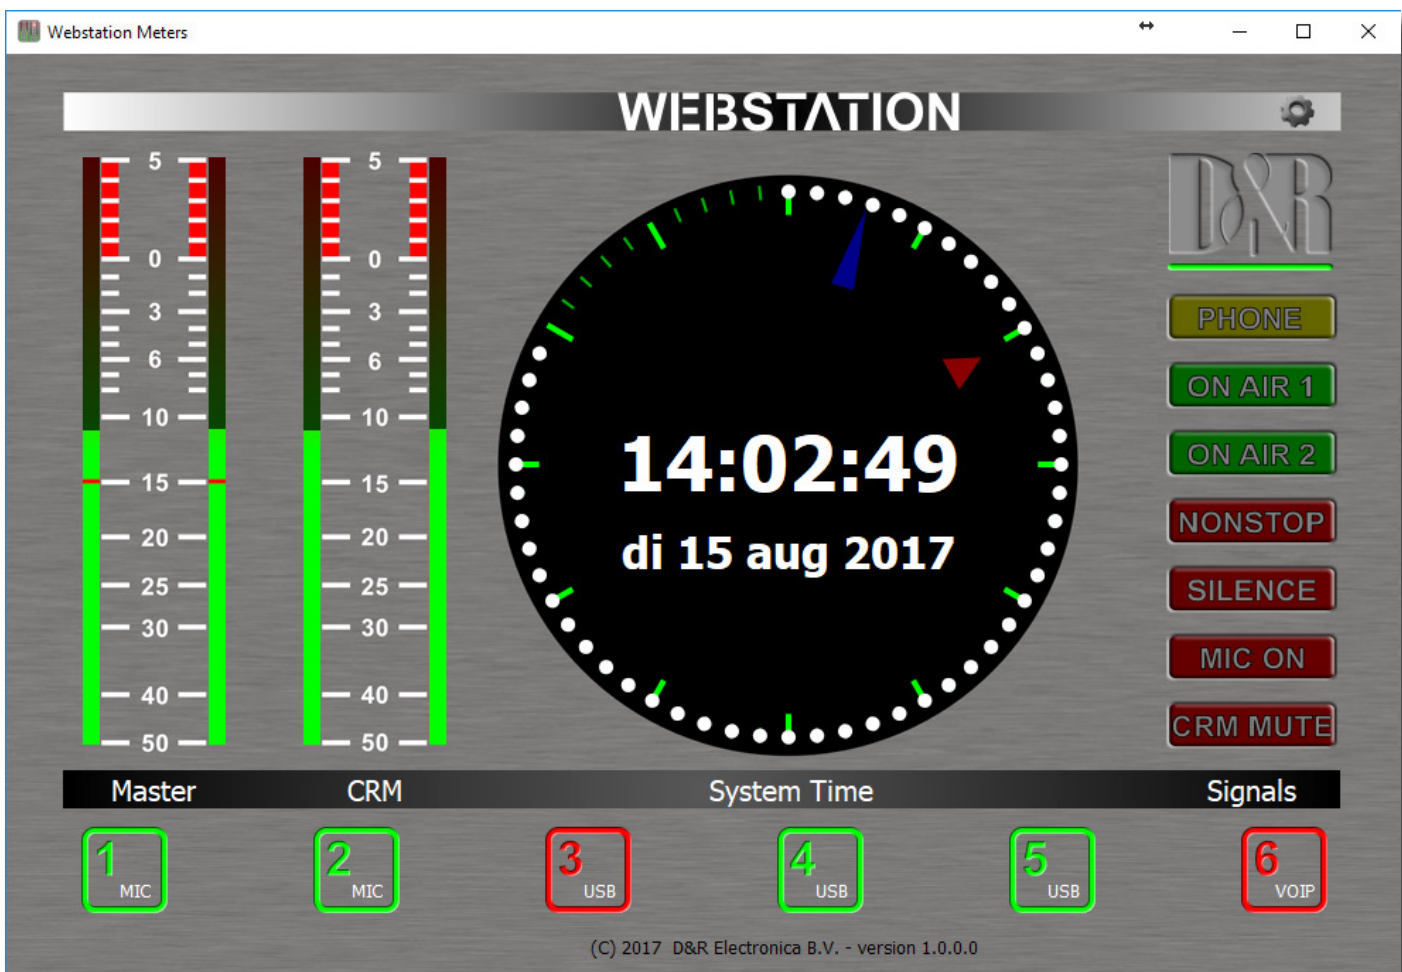 Webstation Meters
WEBSTATION
D&R
5 5
0 0
3 3
6 6
10 10
15 15
20 20
25 25
30 30
40 40
50 50
14:02:49
di 15 aug 2017
PHONE
ON AIR 1
ON AIR 2
NONSTOP
SILENCE
MIC ON
CRM MUTE
Master CRM System Time Signals
1 MIC
2 MIC
3 USB
4 USB
5 USB
6 VOIP
(C) 2017 D&R Electronica B.V. - version 1.0.0.0